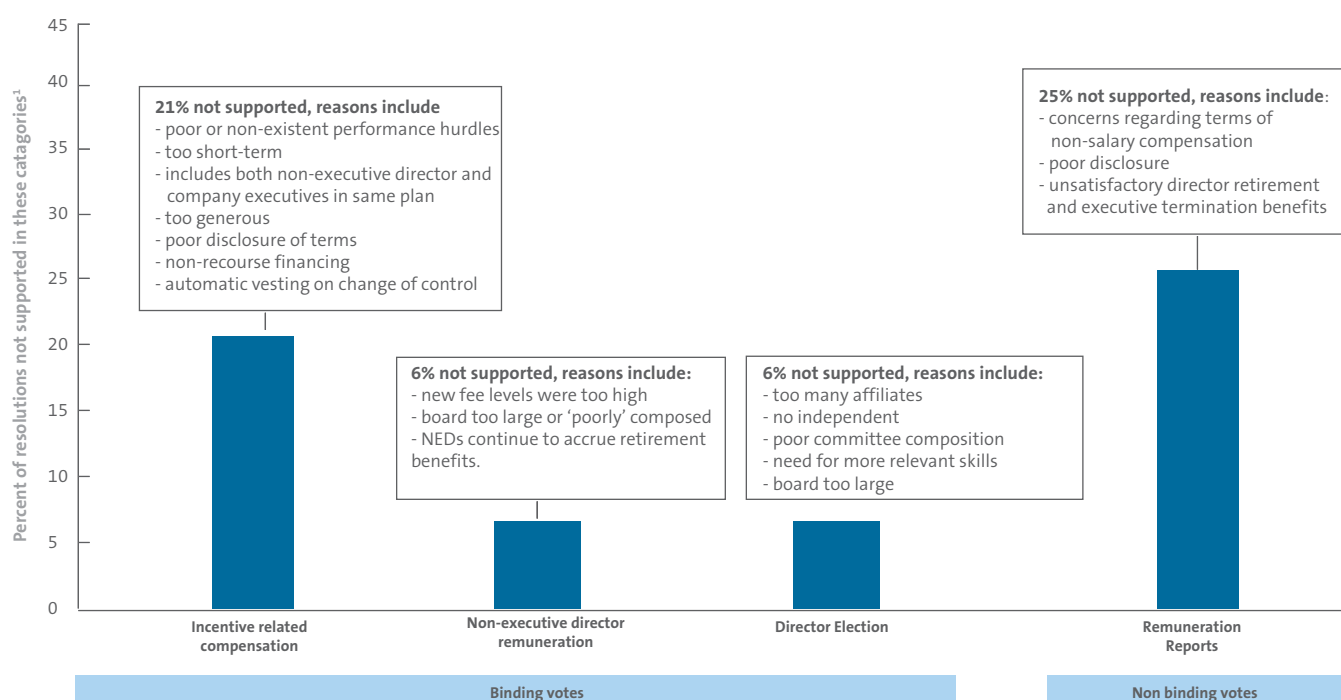 Percent of resolutions not supported in these catagories¹
45
40
35
30
25
20
15
10
5
0
21% not supported, reasons include
- poor or non-existent performance hurdles
- too short-term
- includes both non-executive director and
company executives in same plan
- too generous
- poor disclosure of terms
- non-recourse financing
- automatic vesting on change of control
6% not supported, reasons include:
- new fee levels were too high
- board too large or ‘poorly’ composed
- NEDs continue to accrue retirement
benefits.
6% not supported, reasons include:
- too many affiliates
- no independent
- poor committee composition
- need for more relevant skills
- board too large
25% not supported, reasons include:
- concerns regarding terms of
non-salary compensation
- poor disclosure
- unsatisfactory director retirement
and executive termination benefits
Incentive related
compensation
Non-executive director
remuneration
Director Election
Remuneration
Reports
Binding votes
Non binding votes